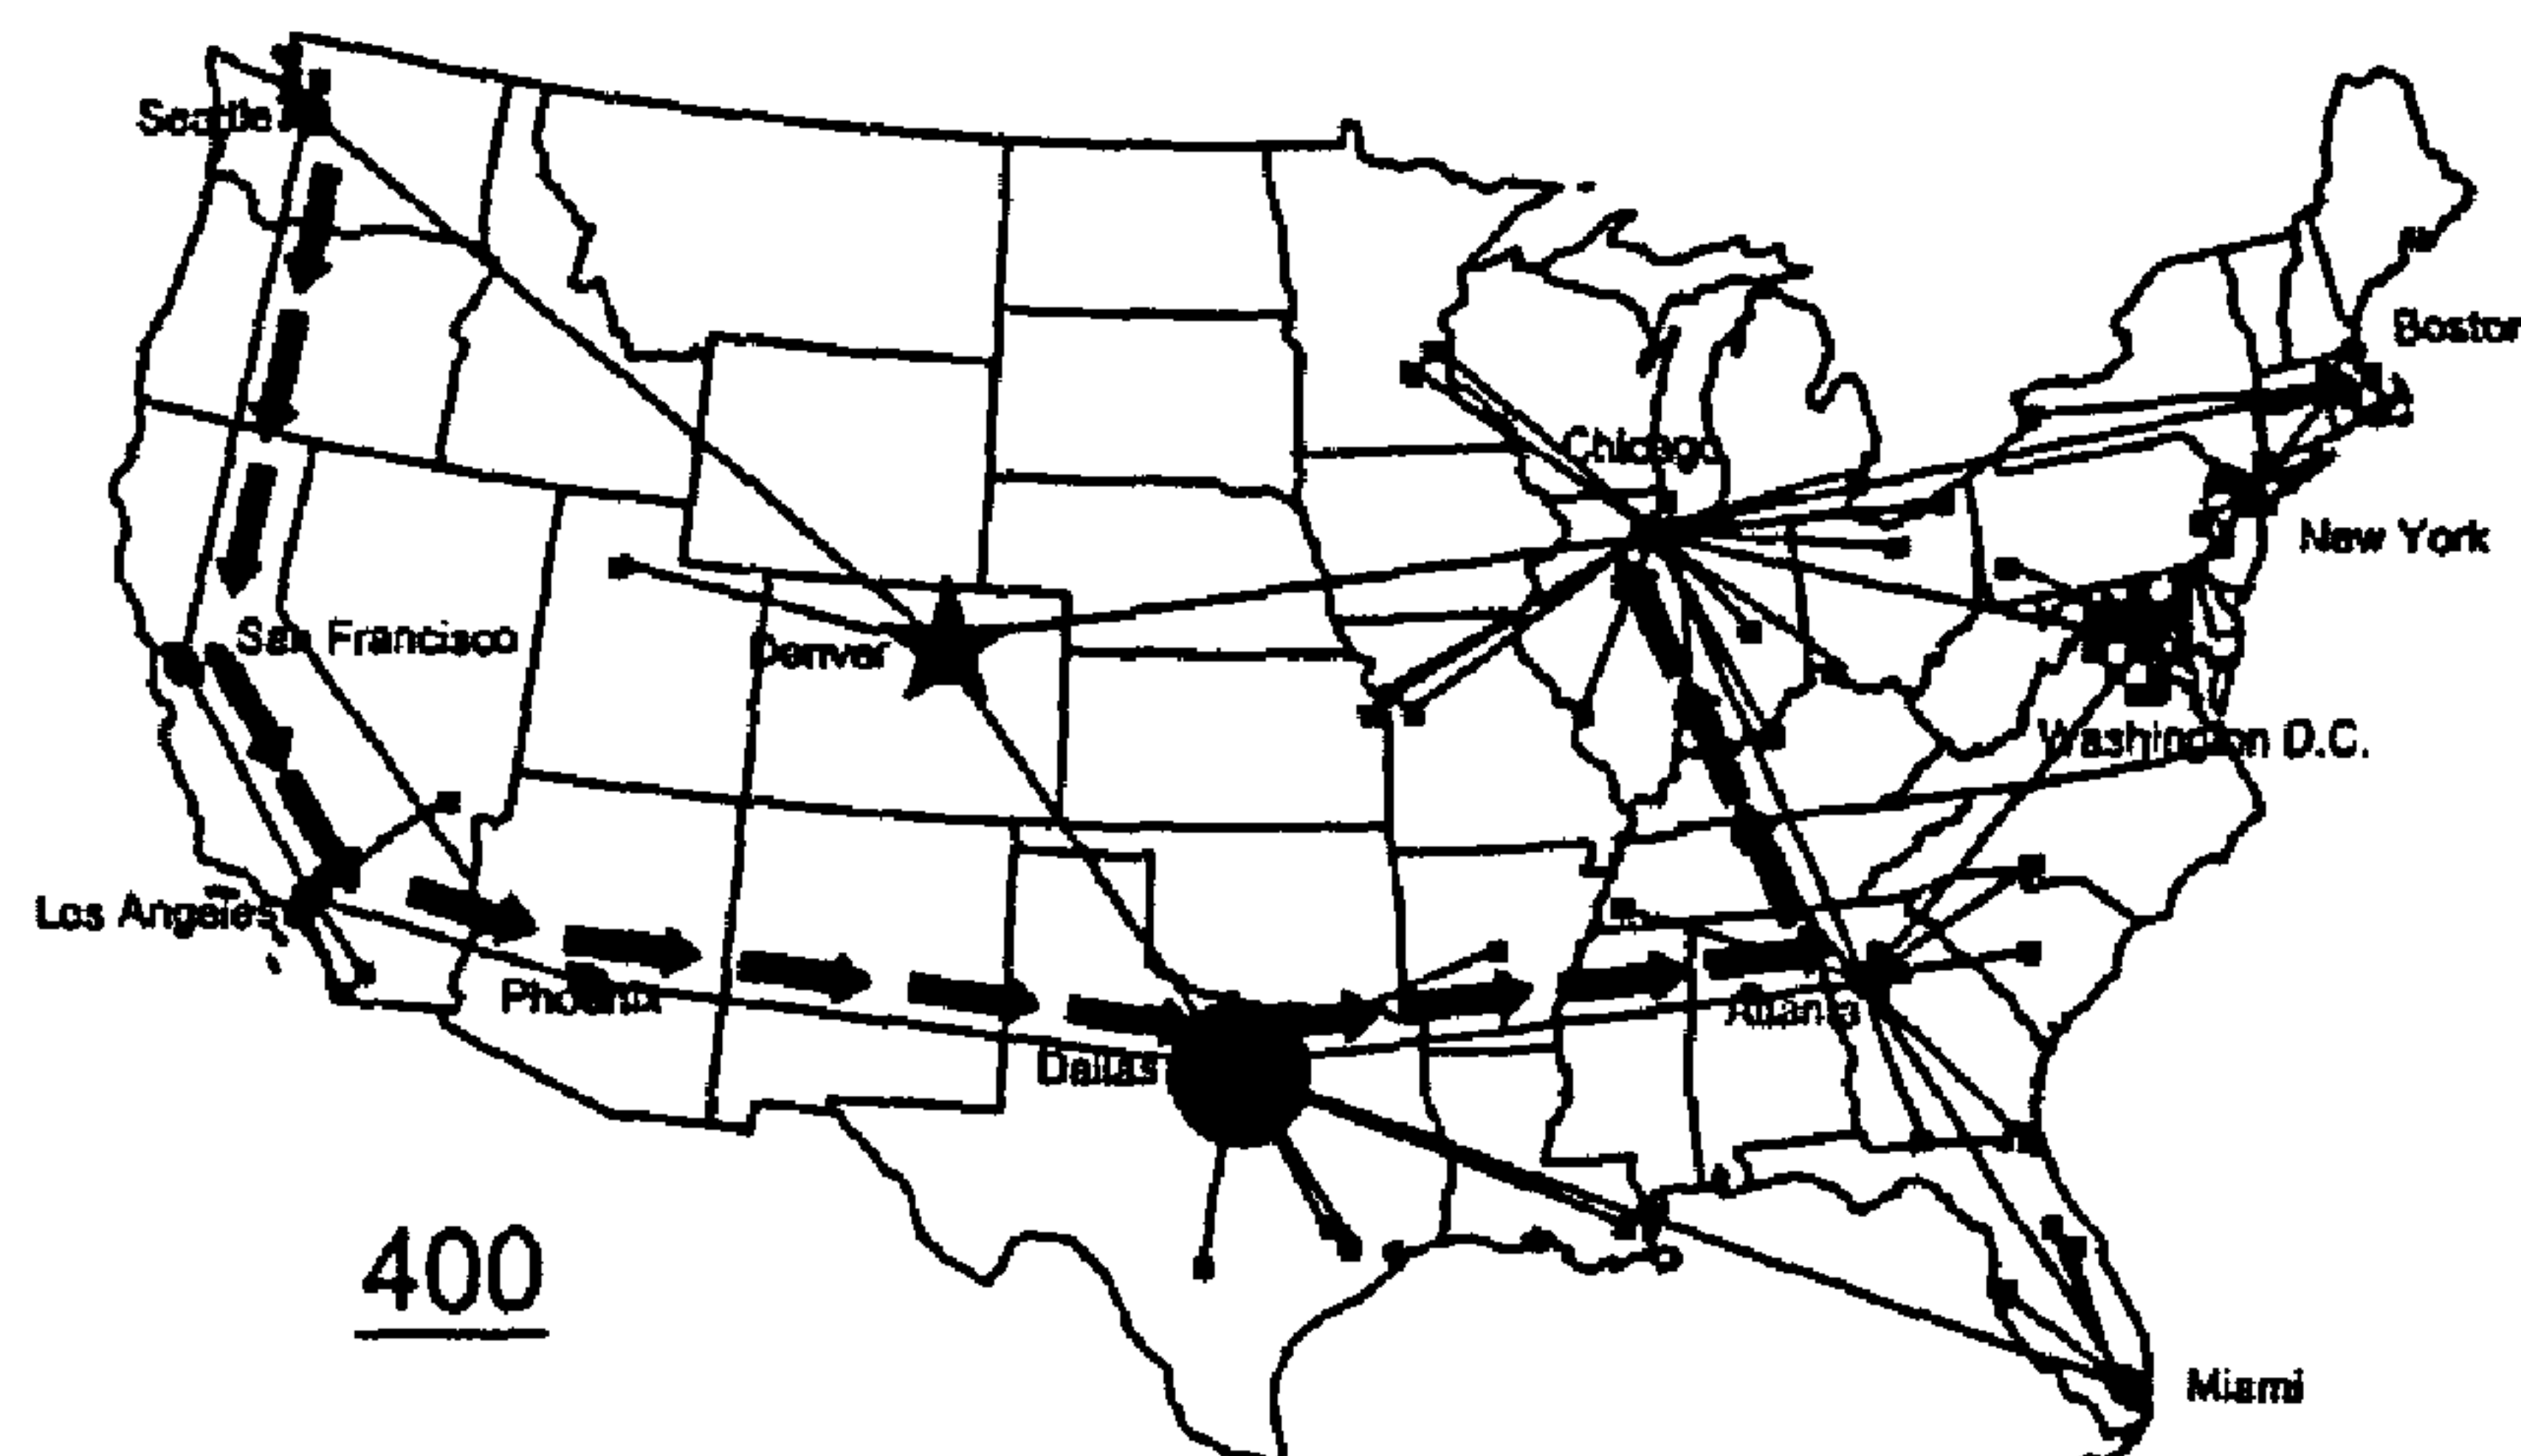 Seattle
Boston
Chicago
New York
San Francisco
Denver
Washington D.C.
Los Angeles
Phoenix
Atlanta
Dallas
400
Miami